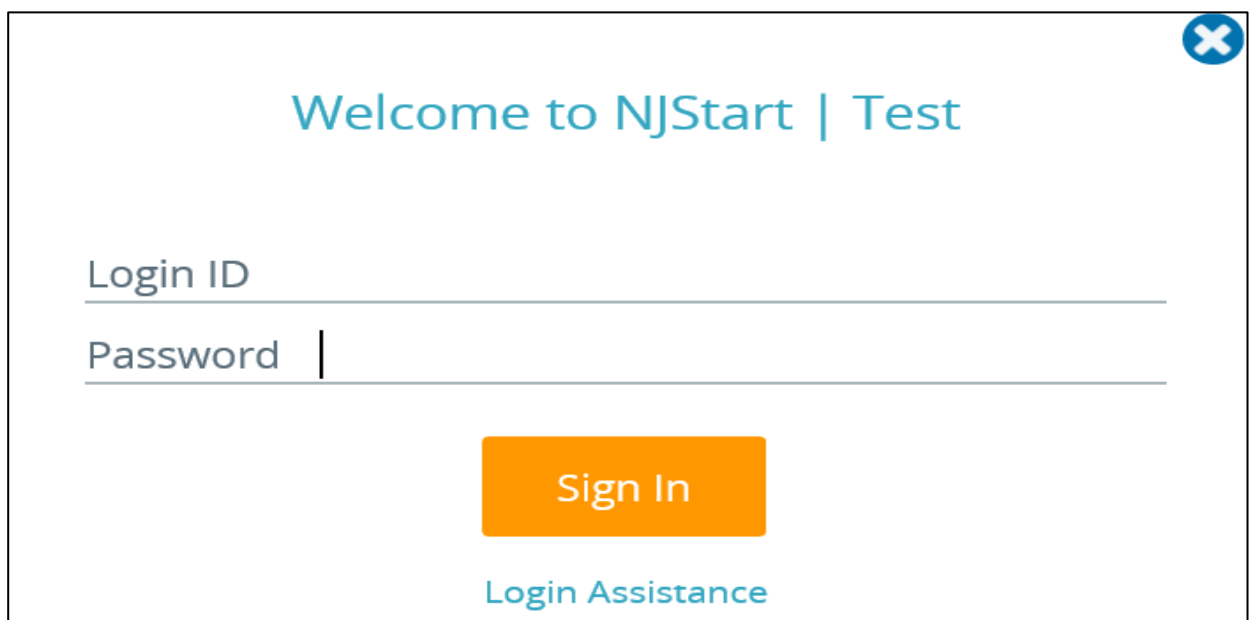 Welcome to NJStart | Test
Login ID
Password
Sign In
Login Assistance